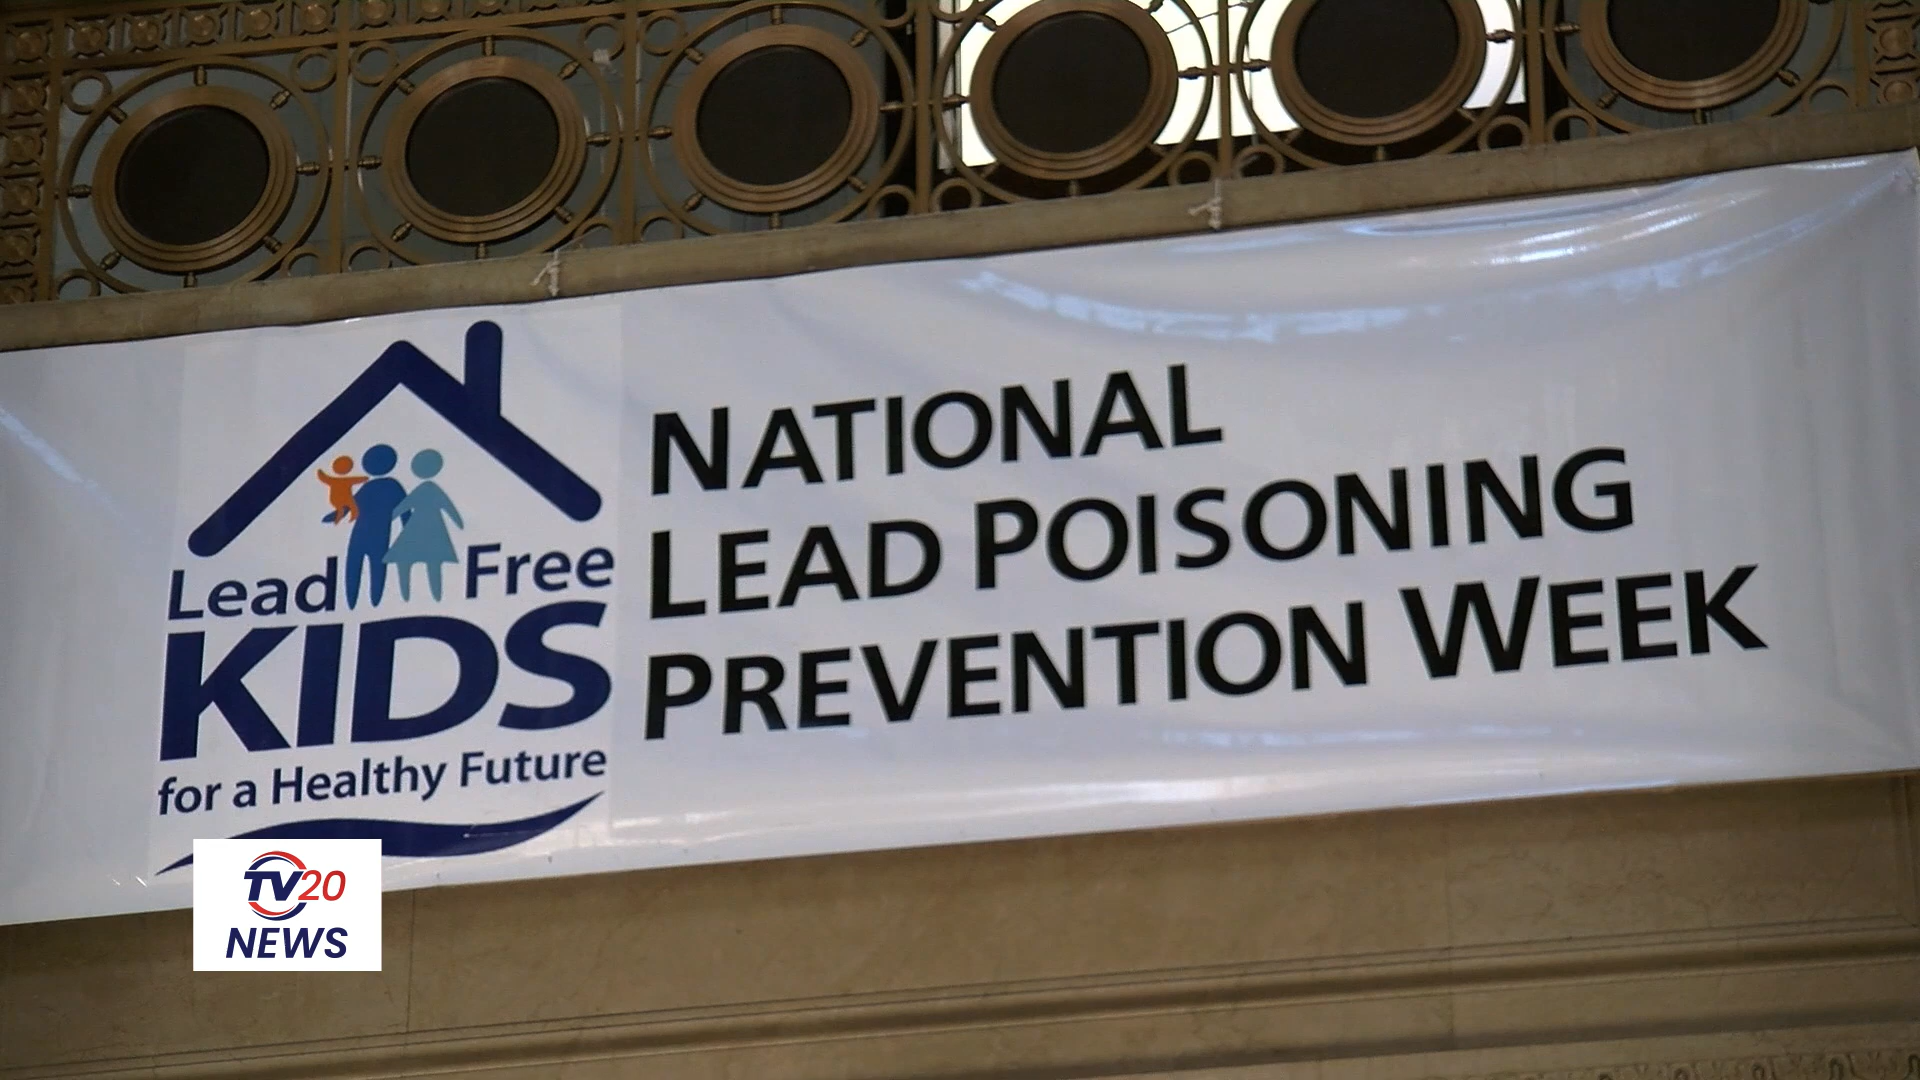 Lead Free
KIDS
for a Healthy Future
NATIONAL
LEAD POISONING
PREVENTION WEEK
TV20
NEWS